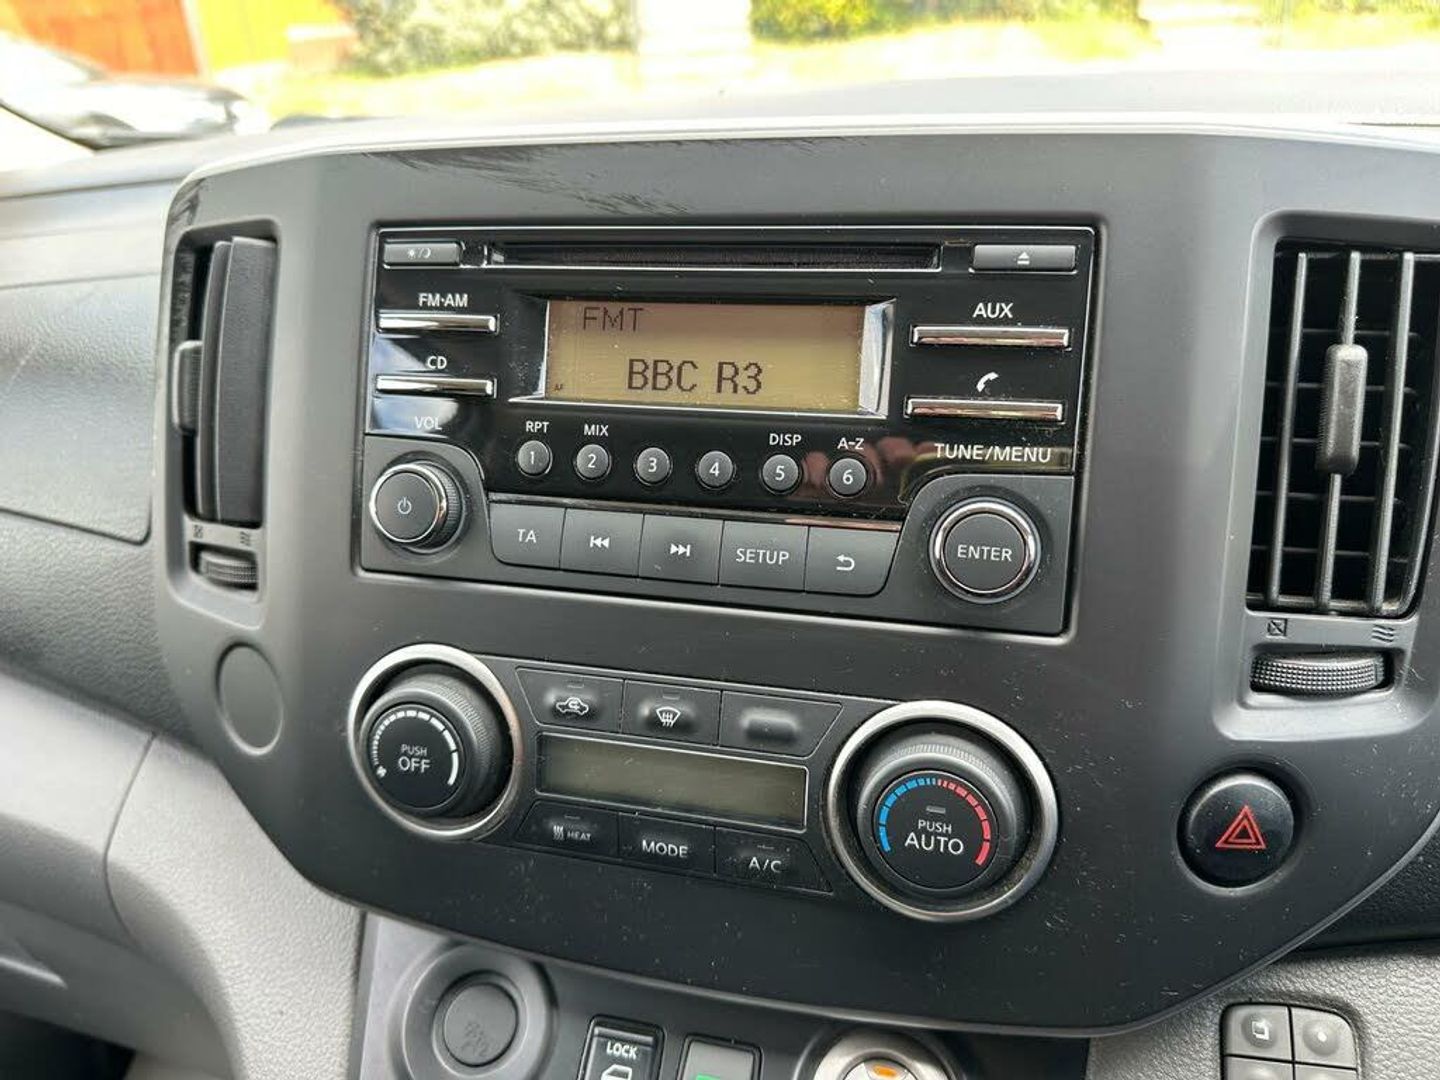 FM·AM
AUX
FMT
BBC R3
CD
VOL
RPT
MIX
DISP
A-Z
TUNE/MENU
1
2
3
4
5
6
TA
SETUP
ENTER
PUSH
OFF
HEAT
MODE
A/C
PUSH
AUTO
LOCK